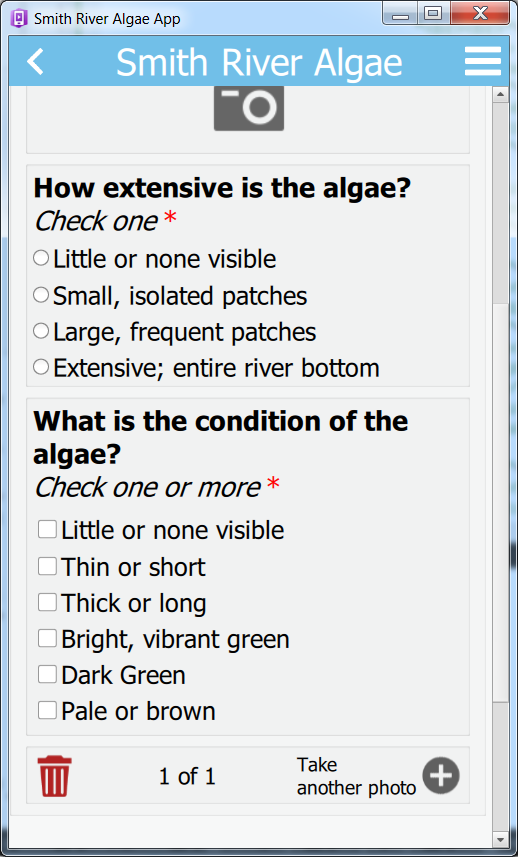 Smith River Algae App
Smith River Algae
How extensive is the algae?
Check one *
Little or none visible
Small, isolated patches
Large, frequent patches
Extensive; entire river bottom
What is the condition of the
algae?
Check one or more *
Little or none visible
Thin or short
Thick or long
Bright, vibrant green
Dark Green
Pale or brown
1 of 1
Take
another photo